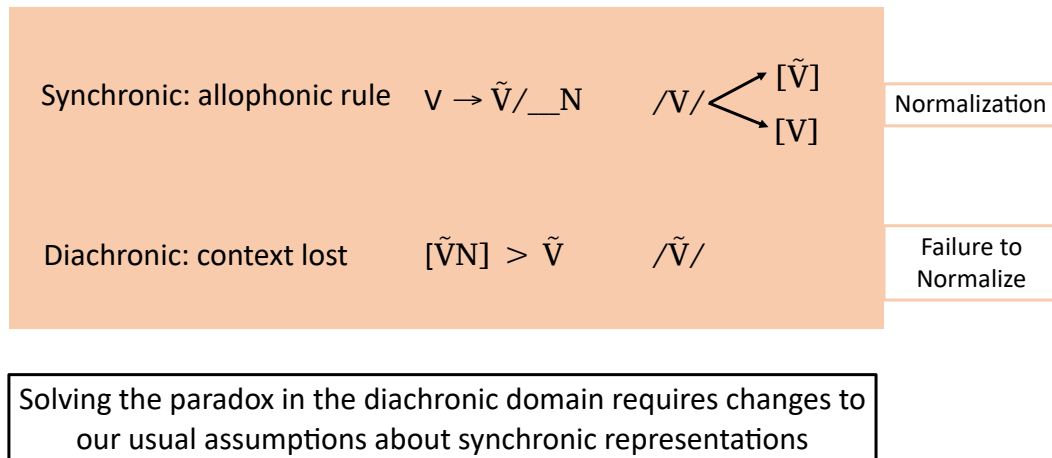 Synchronic: allophonic rule V → Ṽ/__N /V/ [Ṽ] [V] Normalization
Diachronic: context lost [ṼN] > Ṽ /Ṽ/ Failure to Normalize
Solving the paradox in the diachronic domain requires changes to
our usual assumptions about synchronic representations